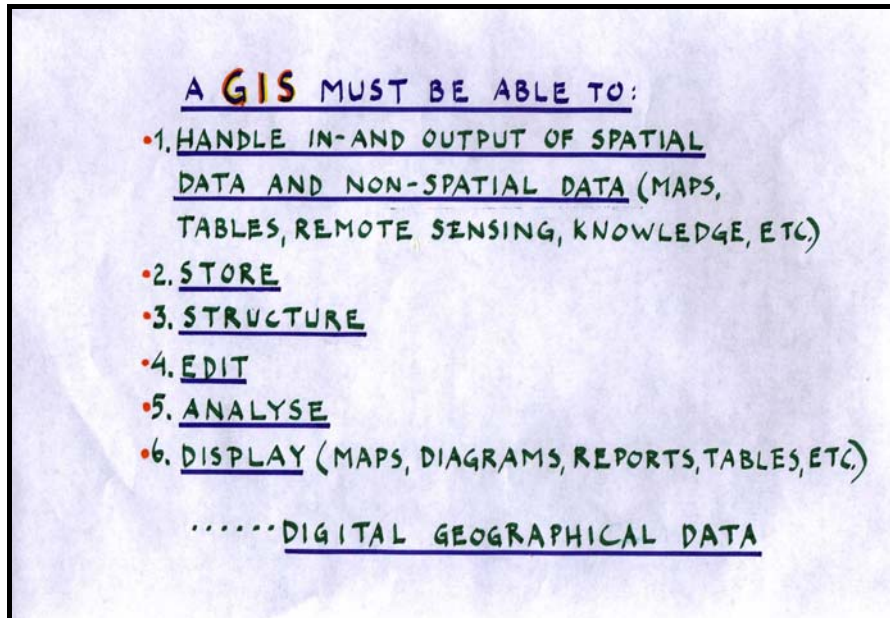 A GIS MUST BE ABLE TO:
•1. HANDLE IN-AND OUTPUT OF SPATIAL
DATA AND NON-SPATIAL DATA (MAPS,
TABLES, REMOTE SENSING, KNOWLEDGE, ETC.)
•2. STORE
•3. STRUCTURE
•4. EDIT
•5. ANALYSE
•6. DISPLAY (MAPS, DIAGRAMS, REPORTS, TABLES, ETC.)
....... DIGITAL GEOGRAPHICAL DATA